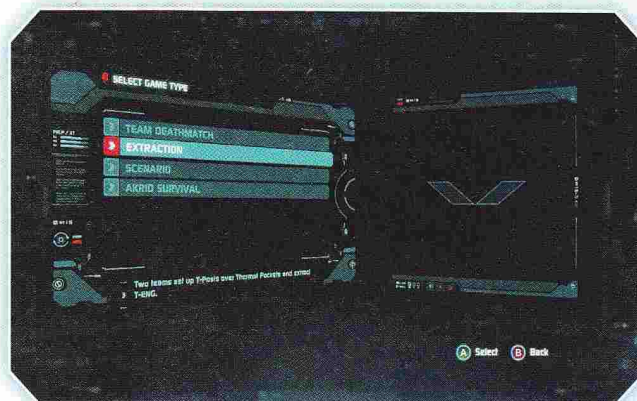 SELECT GAME TYPE
TEAM DEATHMATCH
EXTRACTION
SCENARIO
AKRID SURVIVAL
Two teams set up T-Posts over Thermal Pockets and extract
T-ENG.
A Select B Back